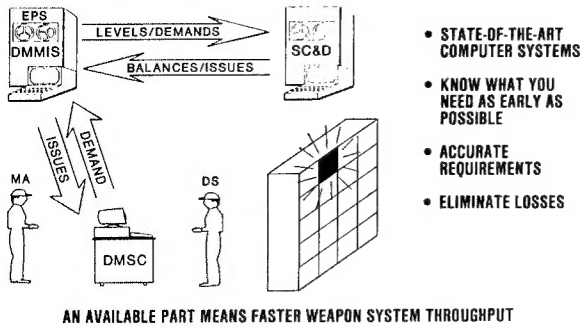 EPS
DMMIS
LEVELS/DEMANDS
SC&D
BALANCES/ISSUES
ISSUES
DEMAND
MA
DS
DMSC
• STATE-OF-THE-ART
COMPUTER SYSTEMS
• KNOW WHAT YOU
NEED AS EARLY AS
POSSIBLE
• ACCURATE
REQUIREMENTS
• ELIMINATE LOSSES
AN AVAILABLE PART MEANS FASTER WEAPON SYSTEM THROUGHPUT